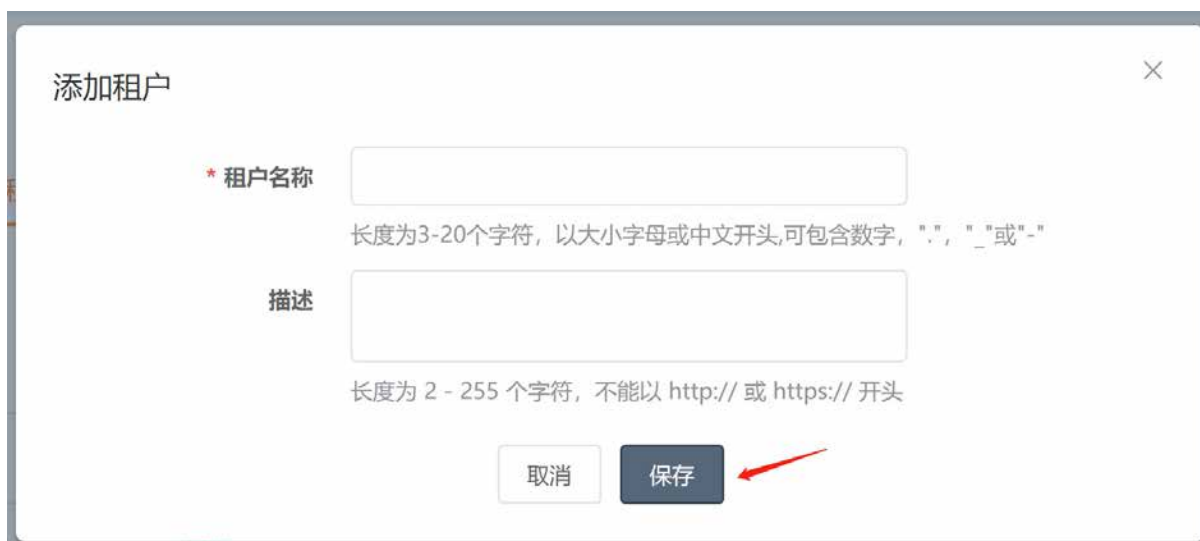 添加租户
* 租户名称
长度为3-20个字符，以大小字母或中文开头,可包含数字，"."，"_"或"-"
描述
长度为 2 - 255 个字符，不能以 http:// 或 https:// 开头
取消
保存